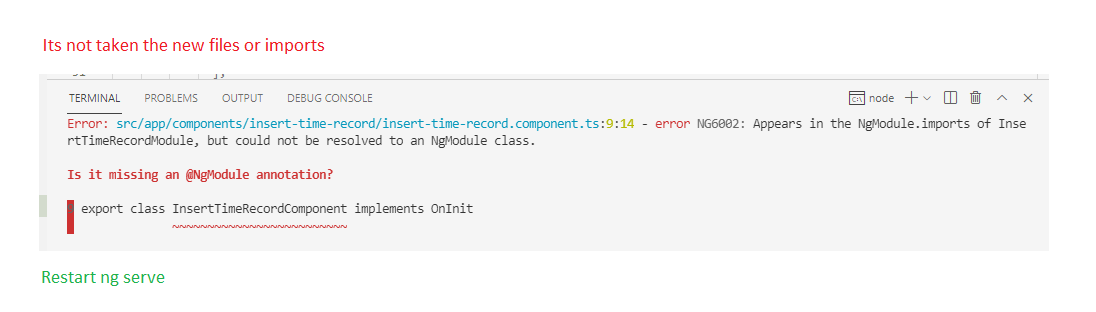 Its not taken the new files or imports
TERMINAL PROBLEMS OUTPUT DEBUG CONSOLE node
Error: src/app/components/insert-time-record/insert-time-record.component.ts:9:14 - error NG6002: Appears in the NgModule.imports of Inse
rtTimeRecordModule, but could not be resolved to an NgModule class.
Is it missing an @NgModule annotation?
export class InsertTimeRecordComponent implements OnInit
Restart ng serve